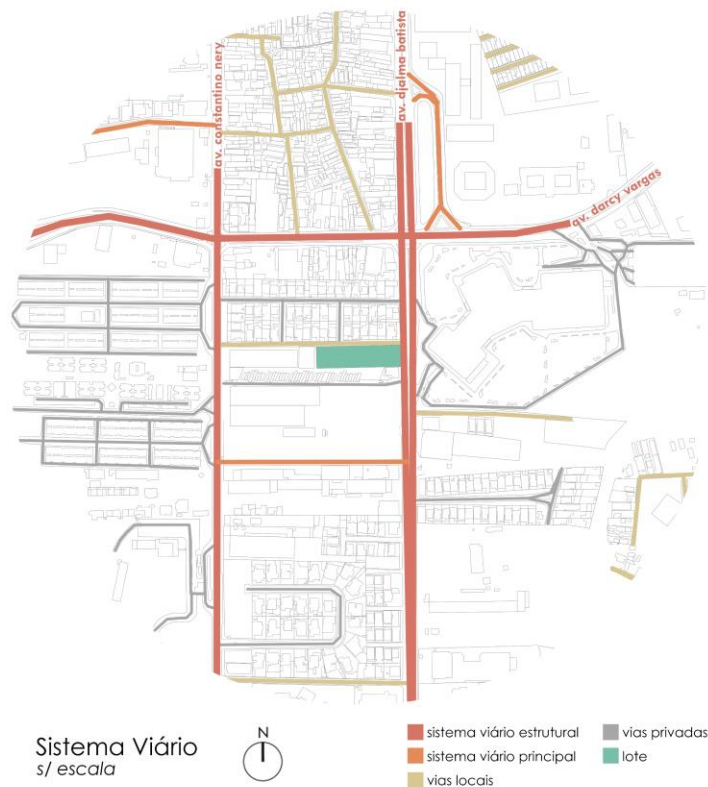 av. constantino nery
av. djalma batista
av. darcy vargas
Sistema Viário
s/ escala
N
sistema viário estrutural
sistema viário principal
vias locais
vias privadas
lote